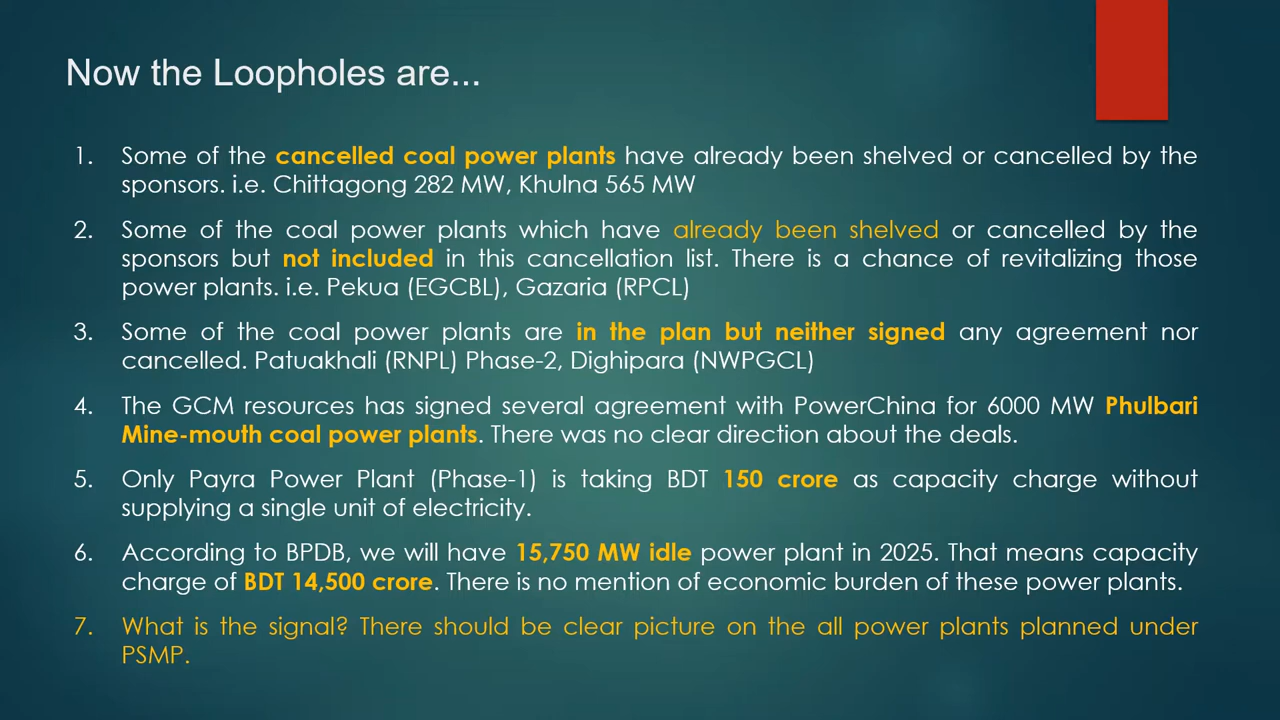 Now the Loopholes are...
1. Some of the cancelled coal power plants have already been shelved or cancelled by the
sponsors. i.e. Chittagong 282 MW, Khulna 565 MW
2. Some of the coal power plants which have already been shelved or cancelled by the
sponsors but not included in this cancellation list. There is a chance of revitalizing those
power plants. i.e. Pekua (EGCBL), Gazaria (RPCL)
3. Some of the coal power plants are in the plan but neither signed any agreement nor
cancelled. Patuakhali (RNPL) Phase-2, Dighipara (NWPGCL)
4. The GCM resources has signed several agreement with PowerChina for 6000 MW Phulbari
Mine-mouth coal power plants. There was no clear direction about the deals.
5. Only Payra Power Plant (Phase-1) is taking BDT 150 crore as capacity charge without
supplying a single unit of electricity.
6. According to BPDB, we will have 15,750 MW idle power plant in 2025. That means capacity
charge of BDT 14,500 crore. There is no mention of economic burden of these power plants.
7. What is the signal? There should be clear picture on the all power plants planned under
PSMP.